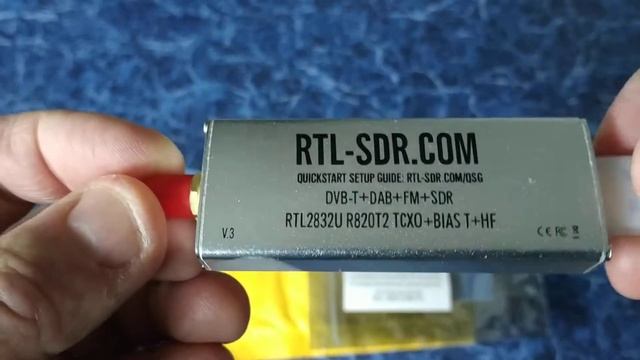 RTL-SDR.COM
QUICKSTART SETUP GUIDE: RTL-SDR.COM/QSG
DVB-T+DAB+FM+SDR
RTL2832U R820T2 TCXO+BIAS T+HF
V.3
CE FC